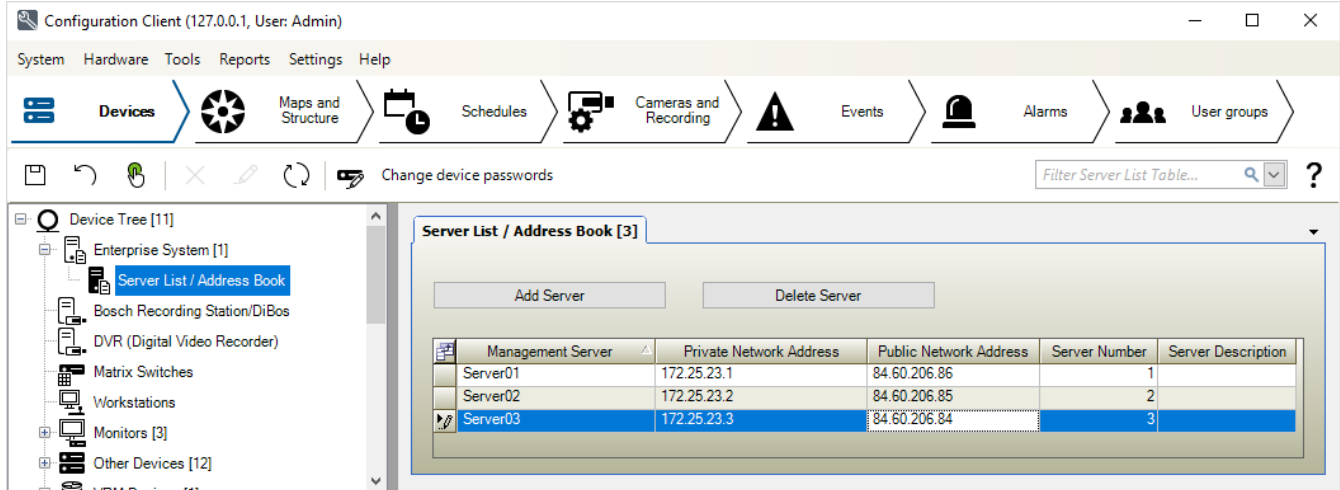 Configuration Client (127.0.0.1, User: Admin)
System Hardware Tools Reports Settings Help
Devices
Maps and
Structure
Schedules
Cameras and
Recording
Events
Alarms
User groups
Change device passwords
Filter Server List Table...
?
Device Tree [11]
Enterprise System [1]
Server List / Address Book
Bosch Recording Station/DiBos
DVR (Digital Video Recorder)
Matrix Switches
Workstations
Monitors [3]
Other Devices [12]
Server List / Address Book [3]
Add Server Delete Server
Management Server Private Network Address Public Network Address Server Number Server Description
Server01 172.25.23.1 84.60.206.86 1
Server02 172.25.23.2 84.60.206.85 2
Server03 172.25.23.3 84.60.206.84 3